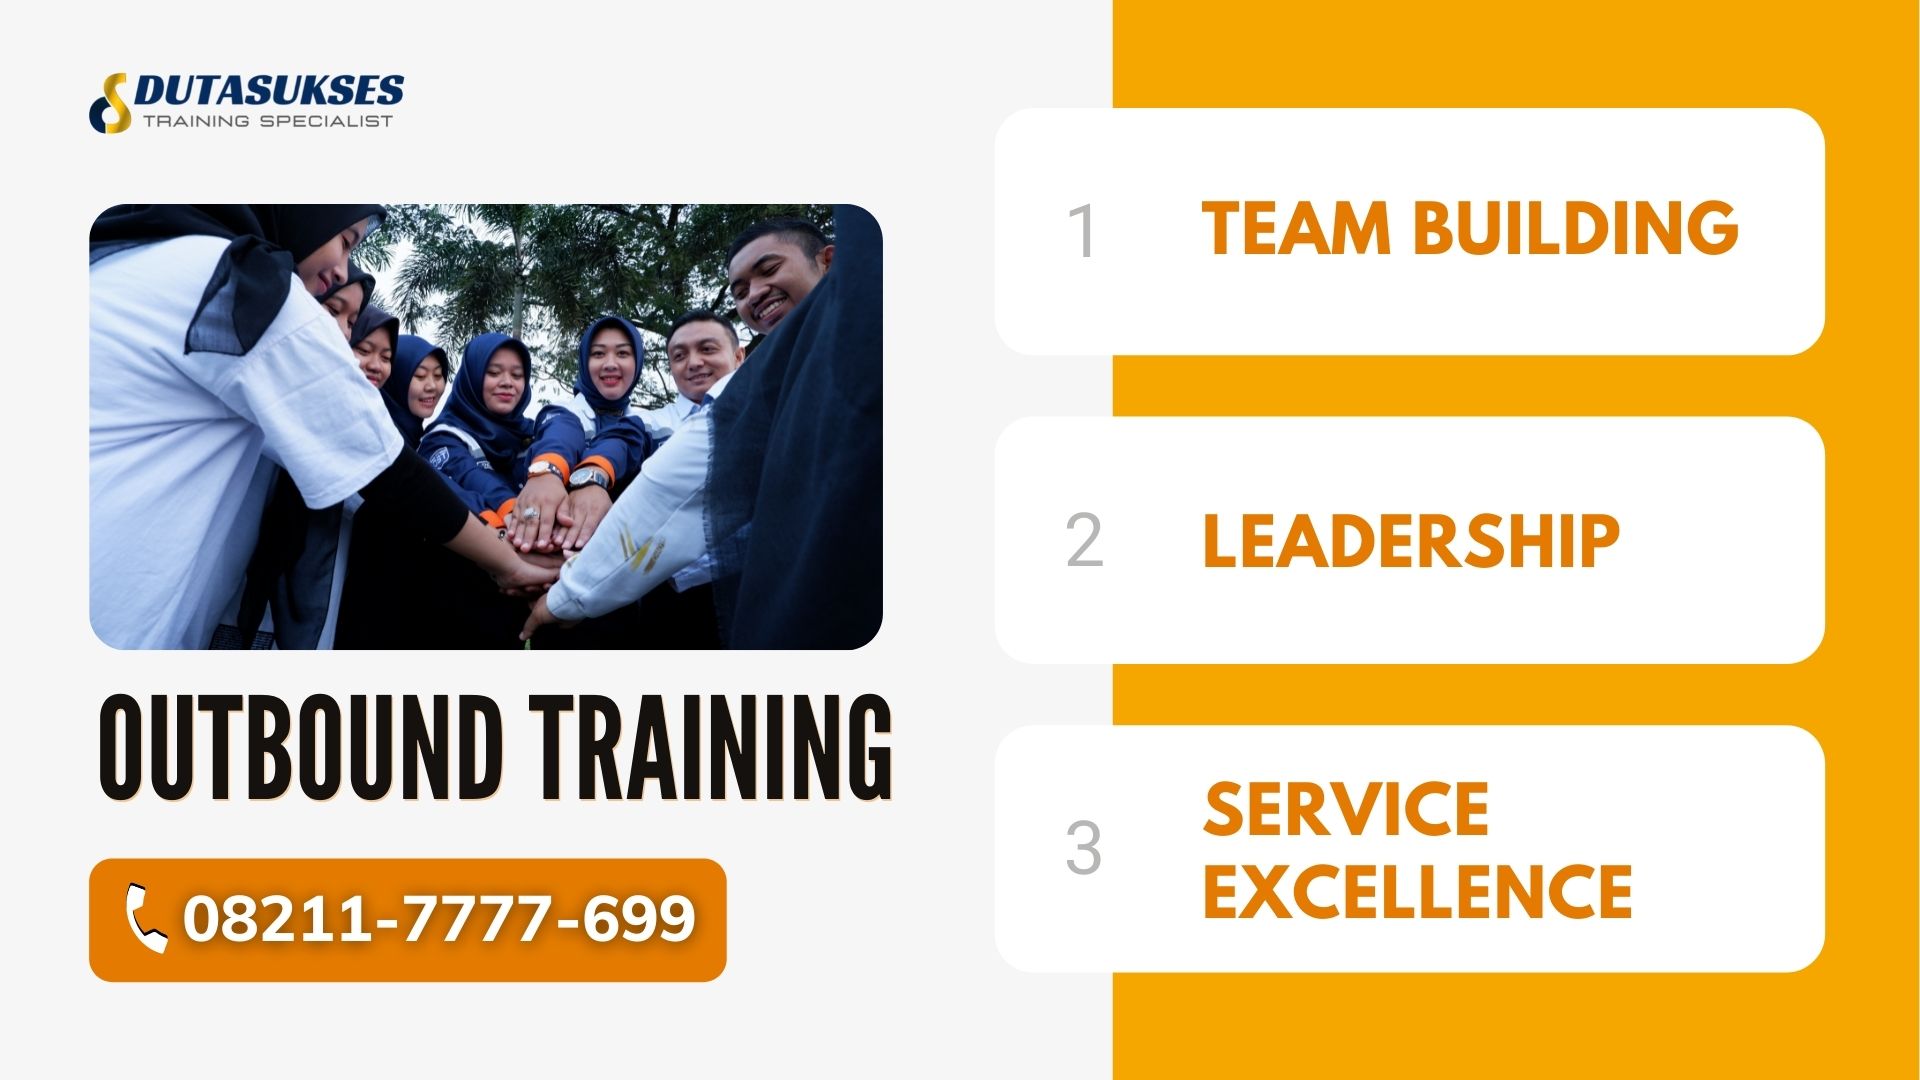 DUTASUKSES
TRAINING SPECIALIST
OUTBOUND TRAINING
08211-7777-699
1
TEAM BUILDING
2
LEADERSHIP
3
SERVICE
EXCELLENCE